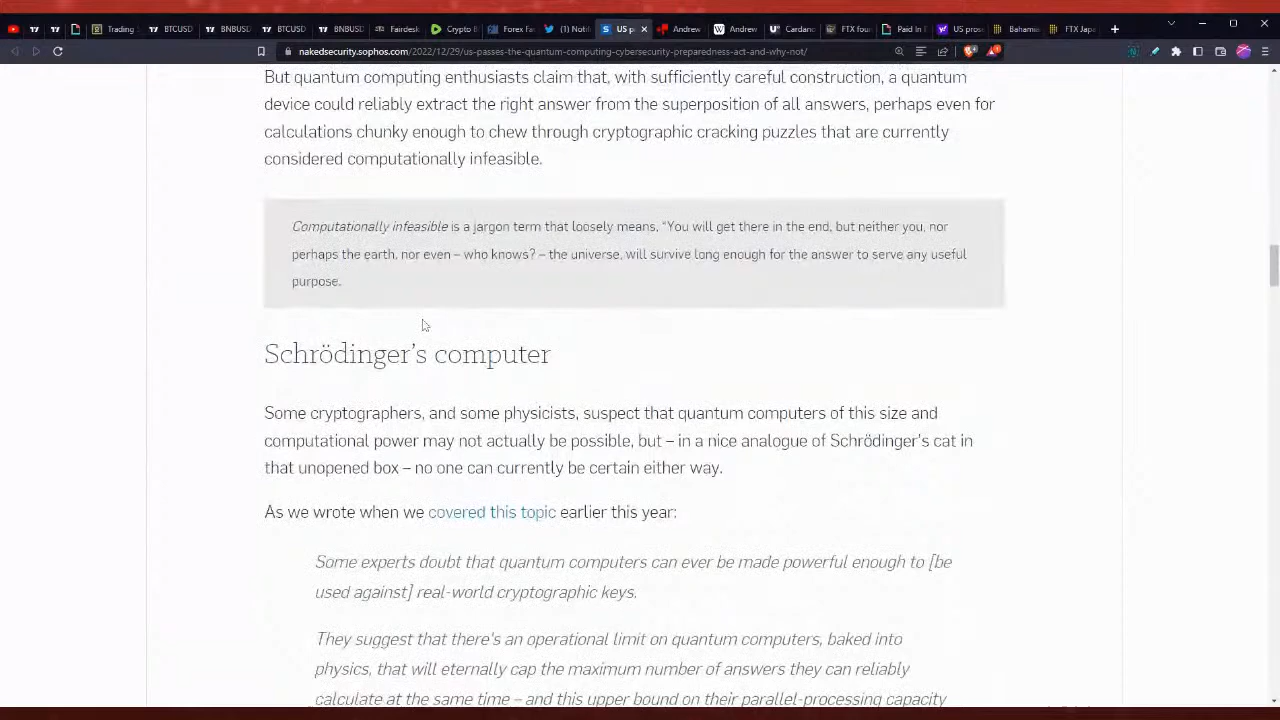 Trading
BTCUSD
BNBUSD
BTCUSD
BNBUSD
Fairdesk
Crypto B
Forex Fa
(1) Notifi
US p
Andrew
Andrew
Cardano
FTX foun
Paid In T
US prose
Bahamia
FTX Japa
nakedsecurity.sophos.com/2022/12/29/us-passes-the-quantum-computing-cybersecurity-preparedness-act-and-why-not/
But quantum computing enthusiasts claim that, with sufficiently careful construction, a quantum
device could reliably extract the right answer from the superposition of all answers, perhaps even for
calculations chunky enough to chew through cryptographic cracking puzzles that are currently
considered computationally infeasible.
Computationally infeasible is a jargon term that loosely means, “You will get there in the end, but neither you, nor
perhaps the earth, nor even – who knows? – the universe, will survive long enough for the answer to serve any useful
purpose.
Schrödinger’s computer
Some cryptographers, and some physicists, suspect that quantum computers of this size and
computational power may not actually be possible, but – in a nice analogue of Schrödinger’s cat in
that unopened box – no one can currently be certain either way.
As we wrote when we covered this topic earlier this year:
Some experts doubt that quantum computers can ever be made powerful enough to [be
used against] real-world cryptographic keys.
They suggest that there’s an operational limit on quantum computers, baked into
physics, that will eternally cap the maximum number of answers they can reliably
calculate at the same time – and this upper bound on their parallel-processing capacity